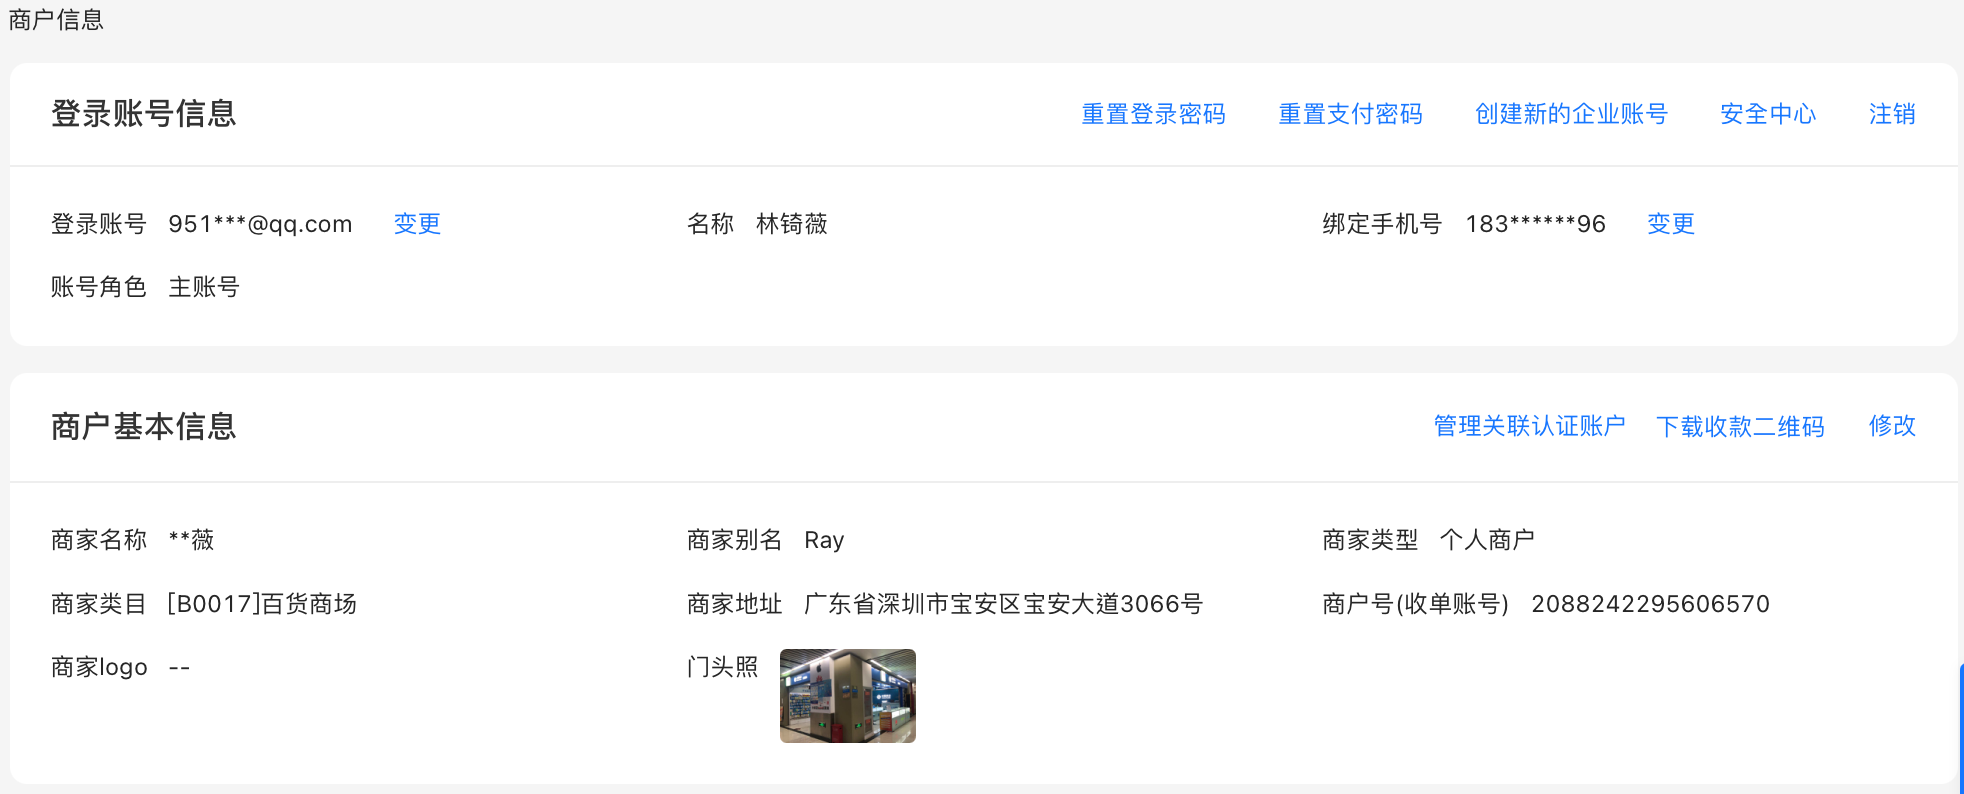 商户信息
登录账号信息 重置登录密码 重置支付密码 创建新的企业账号 安全中心 注销
登录账号 951***@qq.com 变更 名称 林锜薇 绑定手机号 183******96 变更
账号角色 主账号
商户基本信息 管理关联认证账户 下载收款二维码 修改
商家名称 **薇 商家别名 Ray 商家类型 个人商户
商家类目 [B0017]百货商场 商家地址 广东省深圳市宝安区宝安大道3066号 商户号(收单账号) 2088242295606570
商家logo -- 门头照